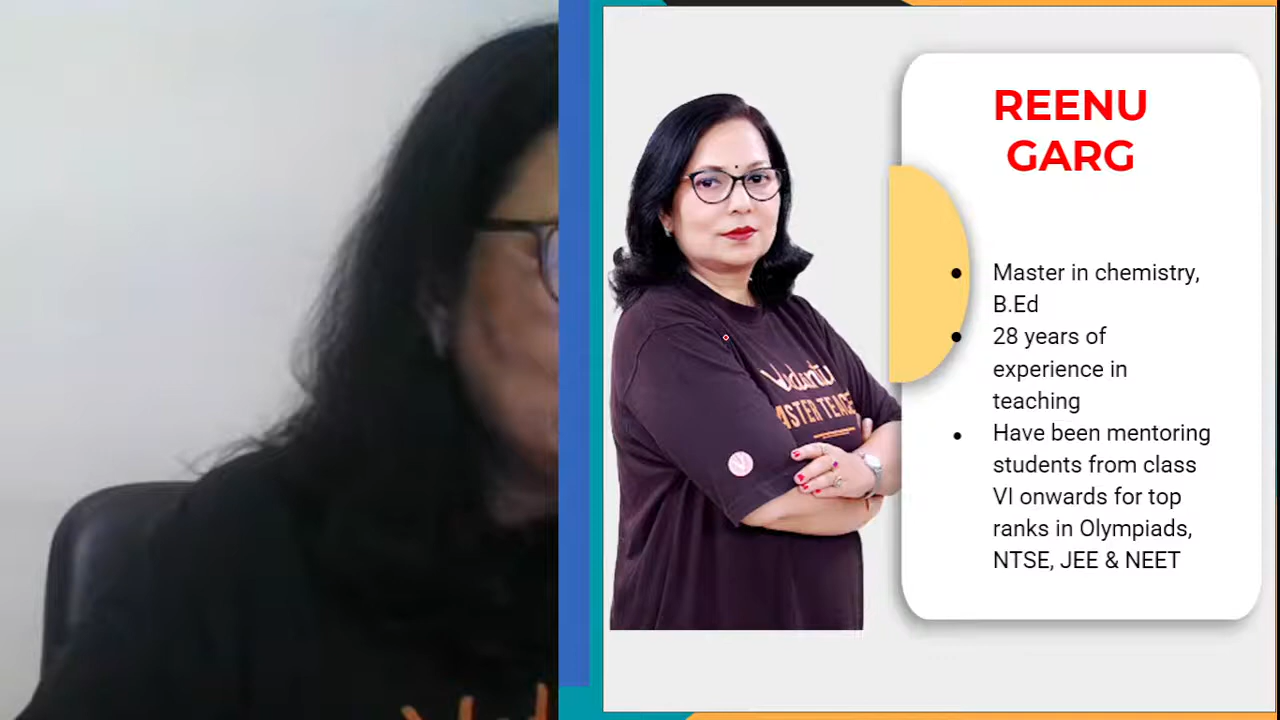 REENU
GARG
Master in chemistry,
B.Ed
28 years of
experience in
teaching
Have been mentoring
students from class
VI onwards for top
ranks in Olympiads,
NTSE, JEE & NEET
Vedantu